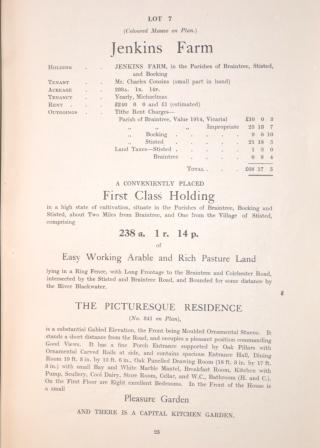 LOT 7
(Coloured Mauve on Plan.)
Jenkins Farm
HOLDING . . JENKINS FARM, in the Parishes of Braintree, Stisted, and Bocking
TENANT . . Mr. Charles Cousins (small part in hand)
ACREAGE . . 238A. 1R. 14P.
TENANCY . . Yearly, Michaelmas
RENT . . . £240 0 0 and £1 (estimated)
OUTGOINGS . . Tithe Rent Charges—
Parish of Braintree, Value 1914, Vicarial £10 0 3
„ „ „ Impropriate 23 19 7
„ Bocking . . . . 0 0 10
„ Stisted . . . . 21 18 3
Land Taxes—Stisted . . . . 1 3 0
Braintree . . . .
TOTAL . . .
A CONVENIENTLY PLACED
First Class Holding
in a high state of cultivation, situate in the Parishes of Braintree, Bocking and
Stisted, about Two Miles from Braintree, and One from the Village of Stisted,
comprising
238 a. 1 r. 14 p.
of
Easy Working Arable and Rich Pasture Land
lying in a Ring Fence, with Long Frontage to the Braintree and Colchester Road,
intersected by the Stisted and Braintree Road, and Bounded for some distance by
the River Blackwater.
THE PICTURESQUE RESIDENCE
(No. 841 on Plan),
is a substantial Gabled Elevation, the Front being Moulded Ornamental Stucco. It
stands a short distance from the Road, and occupies a pleasant position commanding
Good Views. It has a fine Porch Entrance supported by Oak Pillars with
Ornamental Carved Rails at side, and contains spacious Entrance Hall, Dining
Room 19 ft. 3 in. by 12 ft. 6 in., Oak Panelled Drawing Room (18 ft. 3 in. by 17 ft.
3 in.) with small Bay and White Marble Mantel, Breakfast Room, Kitchen with
Pump, Scullery, Cool Dairy, Store Room, Cellar, and W.C., Bathroom (H. and C.).
On the First Floor are Eight excellent Bedrooms. In the Front of the House is
a small
Pleasure Garden
AND THERE IS A CAPITAL KITCHEN GARDEN.
25